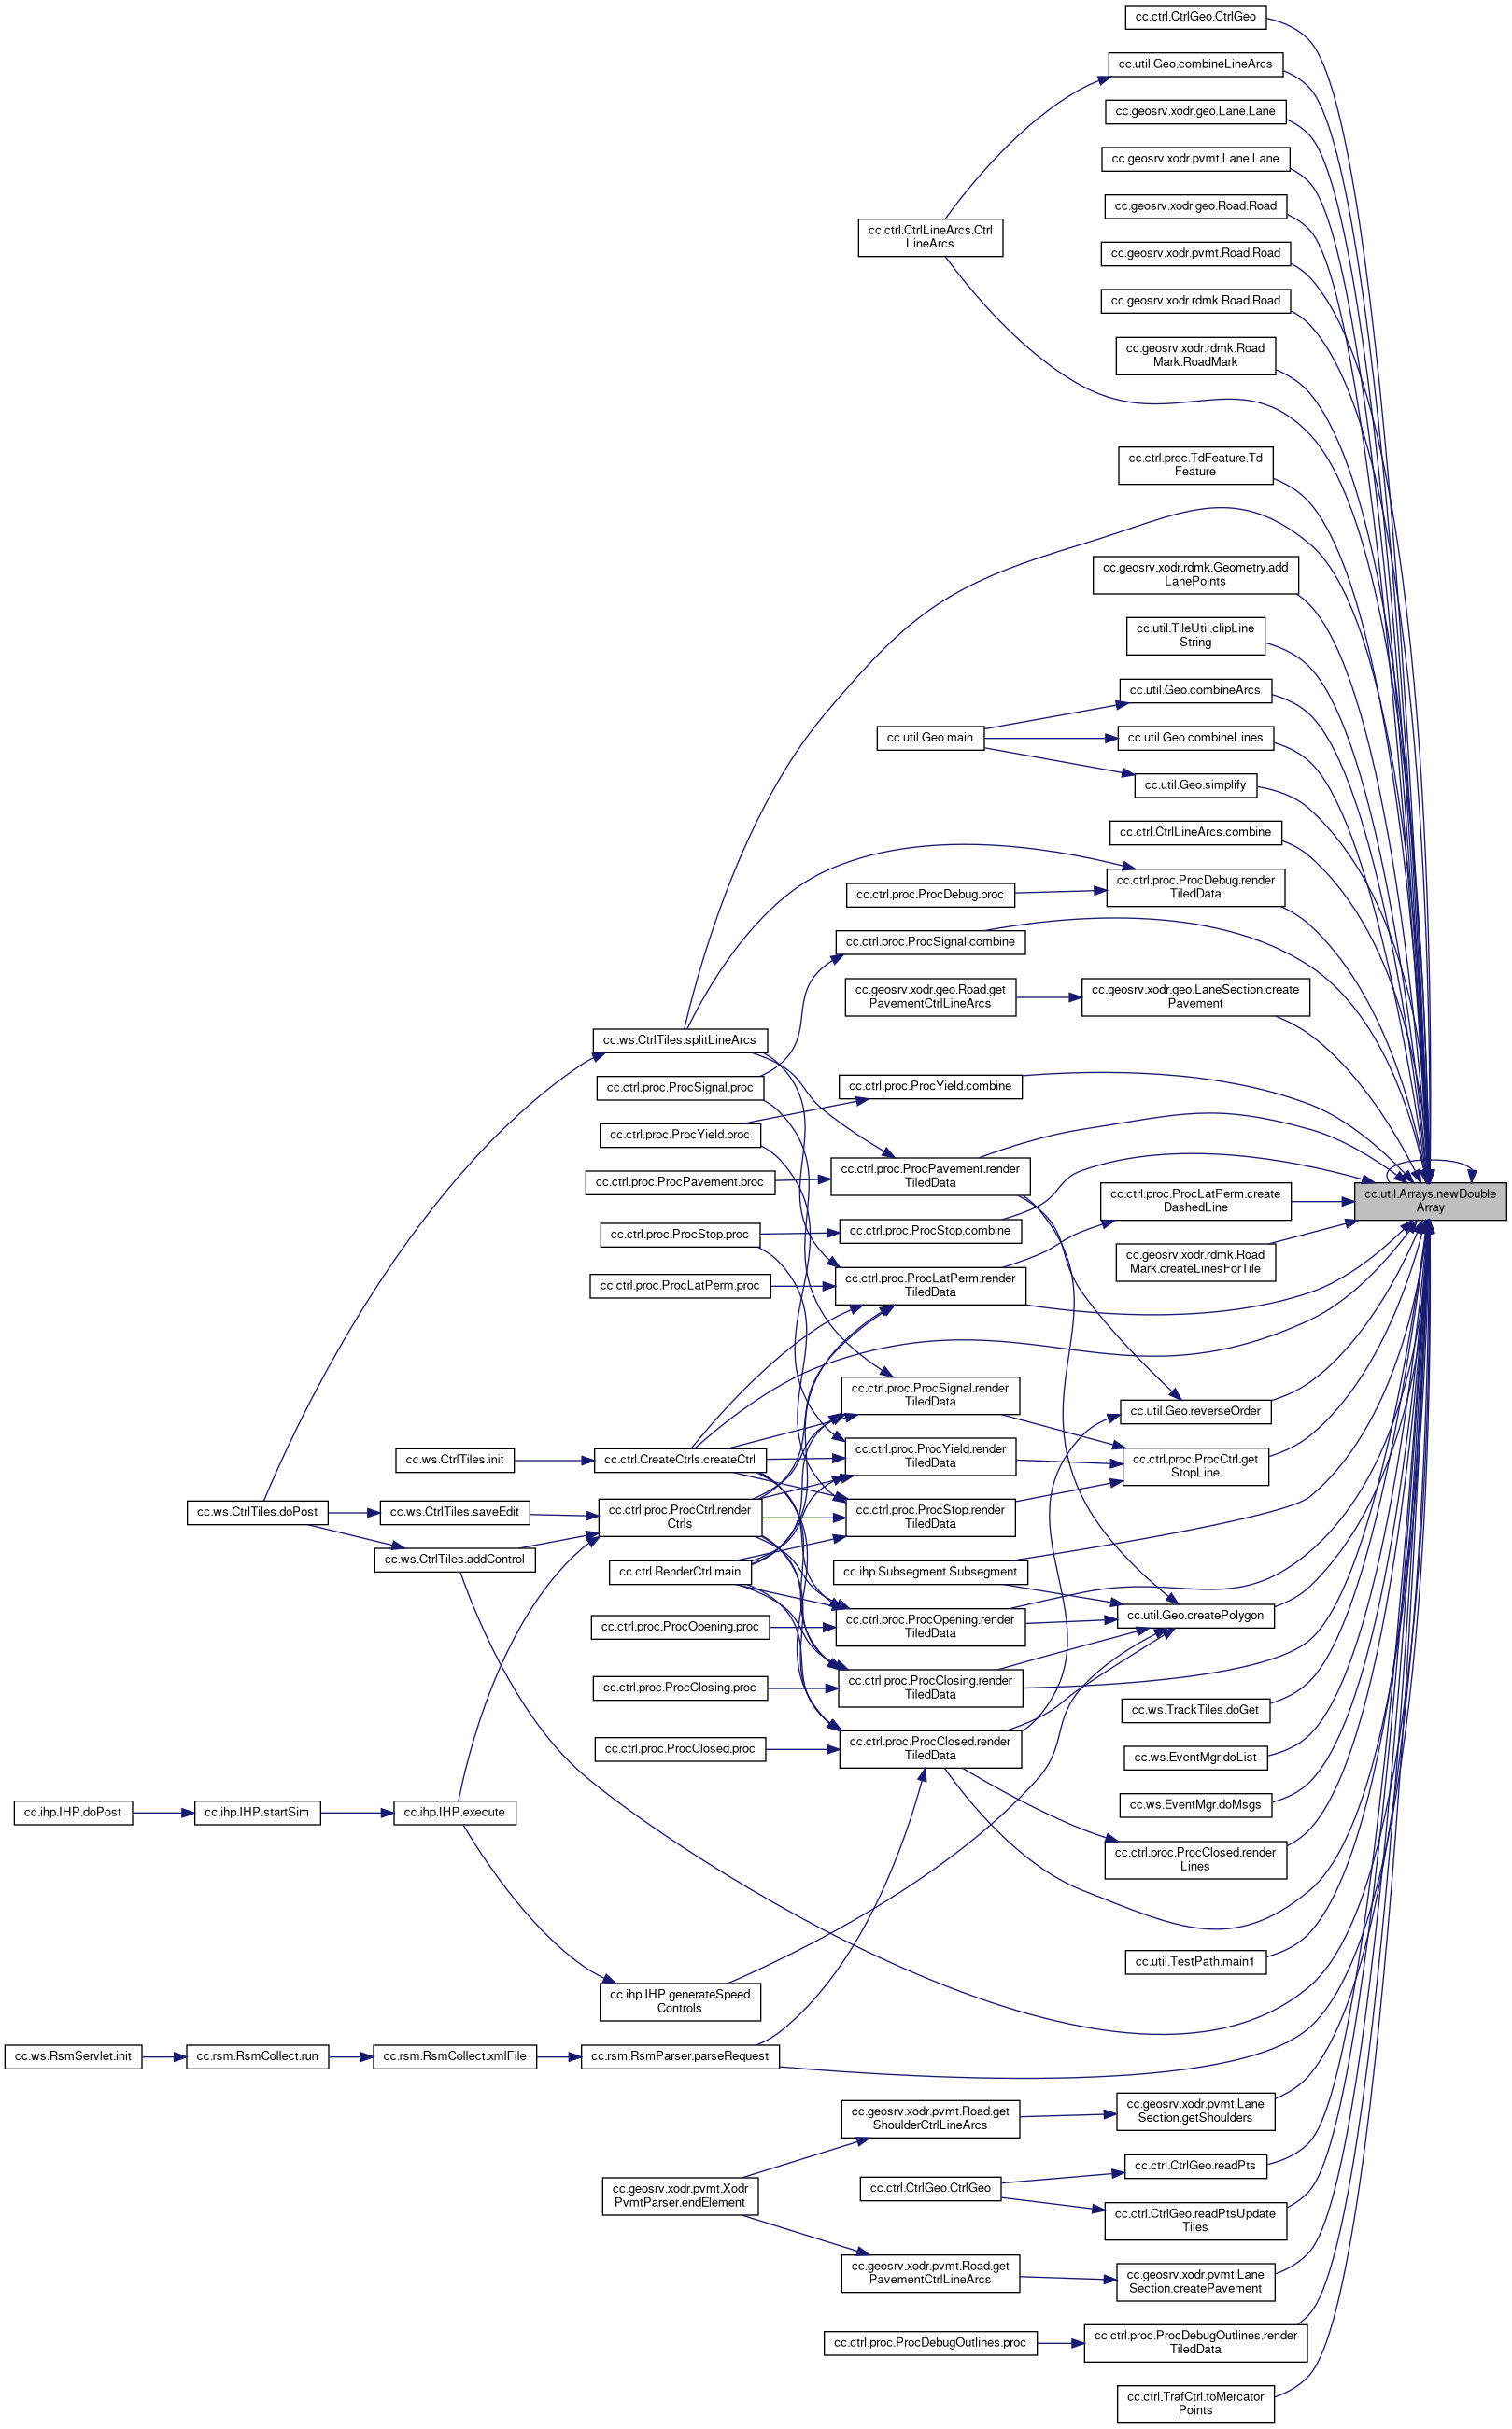 cc.ctrl.CtrlGeo.CtrlGeo
cc.util.Geo.combineLineArcs
cc.geosrv.xodr.geo.Lane.Lane
cc.geosrv.xodr.pvmt.Lane.Lane
cc.geosrv.xodr.geo.Road.Road
cc.ctrl.CtrlLineArcs.Ctrl
LineArcs
cc.geosrv.xodr.pvmt.Road.Road
cc.geosrv.xodr.rdmk.Road.Road
cc.geosrv.xodr.rdmk.Road
Mark.RoadMark
cc.ctrl.proc.TdFeature.Td
Feature
cc.geosrv.xodr.rdmk.Geometry.add
LanePoints
cc.util.TileUtil.clipLine
String
cc.util.Geo.combineArcs
cc.util.Geo.main
cc.util.Geo.combineLines
cc.util.Geo.simplify
cc.ctrl.CtrlLineArcs.combine
cc.ctrl.proc.ProcDebug.render
TiledData
cc.ctrl.proc.ProcDebug.proc
cc.ctrl.proc.ProcSignal.combine
cc.geosrv.xodr.geo.Road.get
PavementCtrlLineArcs
cc.geosrv.xodr.geo.LaneSection.create
Pavement
cc.ws.CtrlTiles.splitLineArcs
cc.ctrl.proc.ProcSignal.proc
cc.ctrl.proc.ProcYield.combine
cc.ctrl.proc.ProcYield.proc
cc.ctrl.proc.ProcPavement.render
TiledData
cc.ctrl.proc.ProcPavement.proc
cc.ctrl.proc.ProcLatPerm.create
DashedLine
cc.util.Arrays.newDouble
Array
cc.ctrl.proc.ProcStop.proc
cc.ctrl.proc.ProcStop.combine
cc.geosrv.xodr.rdmk.Road
Mark.createLinesForTile
cc.ctrl.proc.ProcLatPerm.proc
cc.ctrl.proc.ProcLatPerm.render
TiledData
cc.ctrl.proc.ProcSignal.render
TiledData
cc.util.Geo.reverseOrder
cc.ws.CtrlTiles.init
cc.ctrl.CreateCtrls.createCtrl
cc.ctrl.proc.ProcYield.render
TiledData
cc.ctrl.proc.ProcCtrl.get
StopLine
cc.ws.CtrlTiles.doPost
cc.ws.CtrlTiles.saveEdit
cc.ctrl.proc.ProcCtrl.render
Ctrls
cc.ctrl.proc.ProcStop.render
TiledData
cc.ws.CtrlTiles.addControl
cc.ctrl.RenderCtrl.main
cc.ihp.Subsegment.Subsegment
cc.ctrl.proc.ProcOpening.proc
cc.ctrl.proc.ProcOpening.render
TiledData
cc.util.Geo.createPolygon
cc.ctrl.proc.ProcClosing.proc
cc.ctrl.proc.ProcClosing.render
TiledData
cc.ws.TrackTiles.doGet
cc.ctrl.proc.ProcClosed.proc
cc.ctrl.proc.ProcClosed.render
TiledData
cc.ws.EventMgr.doList
cc.ws.EventMgr.doMsgs
cc.ihp.IHP.doPost
cc.ihp.IHP.startSim
cc.ihp.IHP.execute
cc.ctrl.proc.ProcClosed.render
Lines
cc.util.TestPath.main1
cc.ihp.IHP.generateSpeed
Controls
cc.ws.RsmServlet.init
cc.rsm.RsmCollect.run
cc.rsm.RsmCollect.xmlFile
cc.rsm.RsmParser.parseRequest
cc.geosrv.xodr.pvmt.Road.get
ShoulderCtrlLineArcs
cc.geosrv.xodr.pvmt.Lane
Section.getShoulders
cc.geosrv.xodr.pvmt.Xodr
PvmtParser.endElement
cc.ctrl.CtrlGeo.CtrlGeo
cc.ctrl.CtrlGeo.readPts
cc.ctrl.CtrlGeo.readPtsUpdate
Tiles
cc.geosrv.xodr.pvmt.Road.get
PavementCtrlLineArcs
cc.geosrv.xodr.pvmt.Lane
Section.createPavement
cc.ctrl.proc.ProcDebugOutlines.proc
cc.ctrl.proc.ProcDebugOutlines.render
TiledData
cc.ctrl.TrafCtrl.toMercator
Points